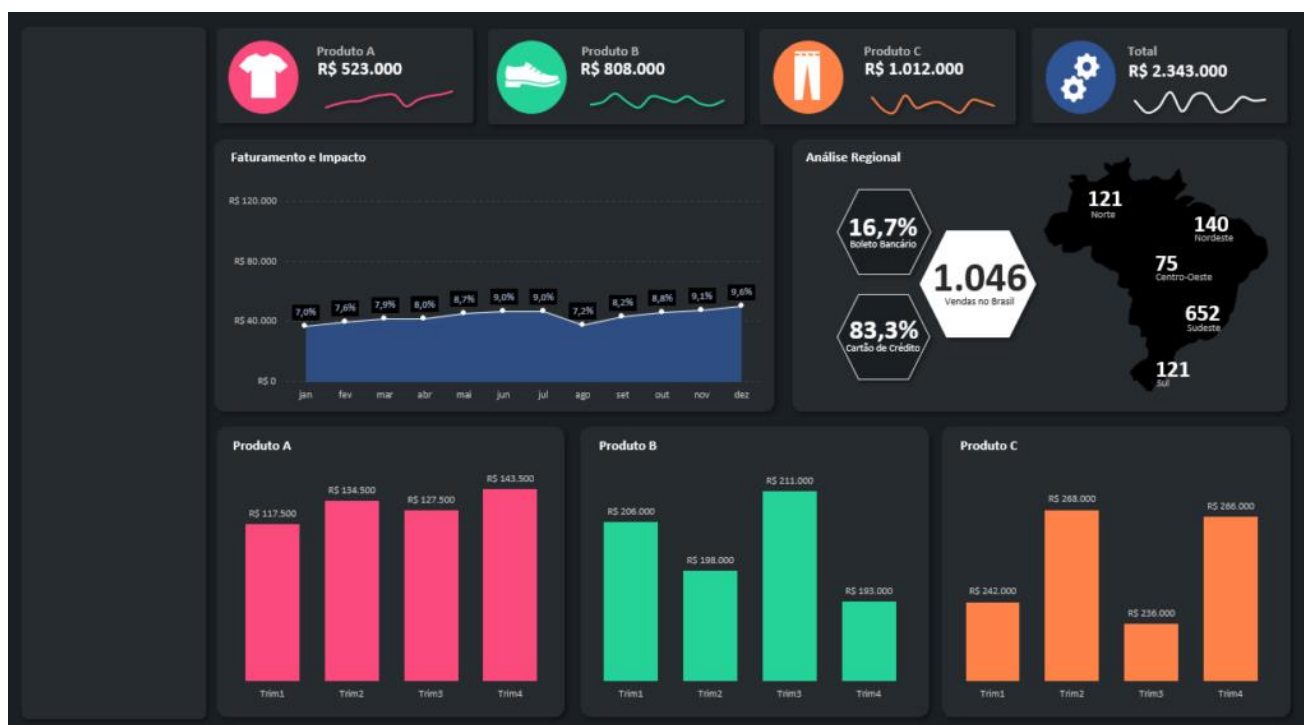 Produto A
R$ 523.000
Produto B
R$ 808.000
Produto C
R$ 1.012.000
Total
R$ 2.343.000
Faturamento e Impacto
R$ 120.000
R$ 80.000
R$ 40.000
R$ 0
7,0%
7,6%
7,9%
8,0%
8,7%
9,0%
9,0%
7,2%
8,2%
8,8%
9,1%
9,6%
jan
fev
mar
abr
mai
jun
jul
ago
set
out
nov
dez
Análise Regional
16,7%
Boleto Bancário
83,3%
Cartão de Crédito
1.046
Vendas no Brasil
121
Norte
140
Nordeste
75
Centro-Oeste
652
Sudeste
121
Sul
Produto A
R$ 117.500
R$ 134.500
R$ 127.500
R$ 143.500
Trim1
Trim2
Trim3
Trim4
Produto B
R$ 206.000
R$ 198.000
R$ 211.000
R$ 193.000
Trim1
Trim2
Trim3
Trim4
Produto C
R$ 242.000
R$ 268.000
R$ 236.000
R$ 266.000
Trim1
Trim2
Trim3
Trim4